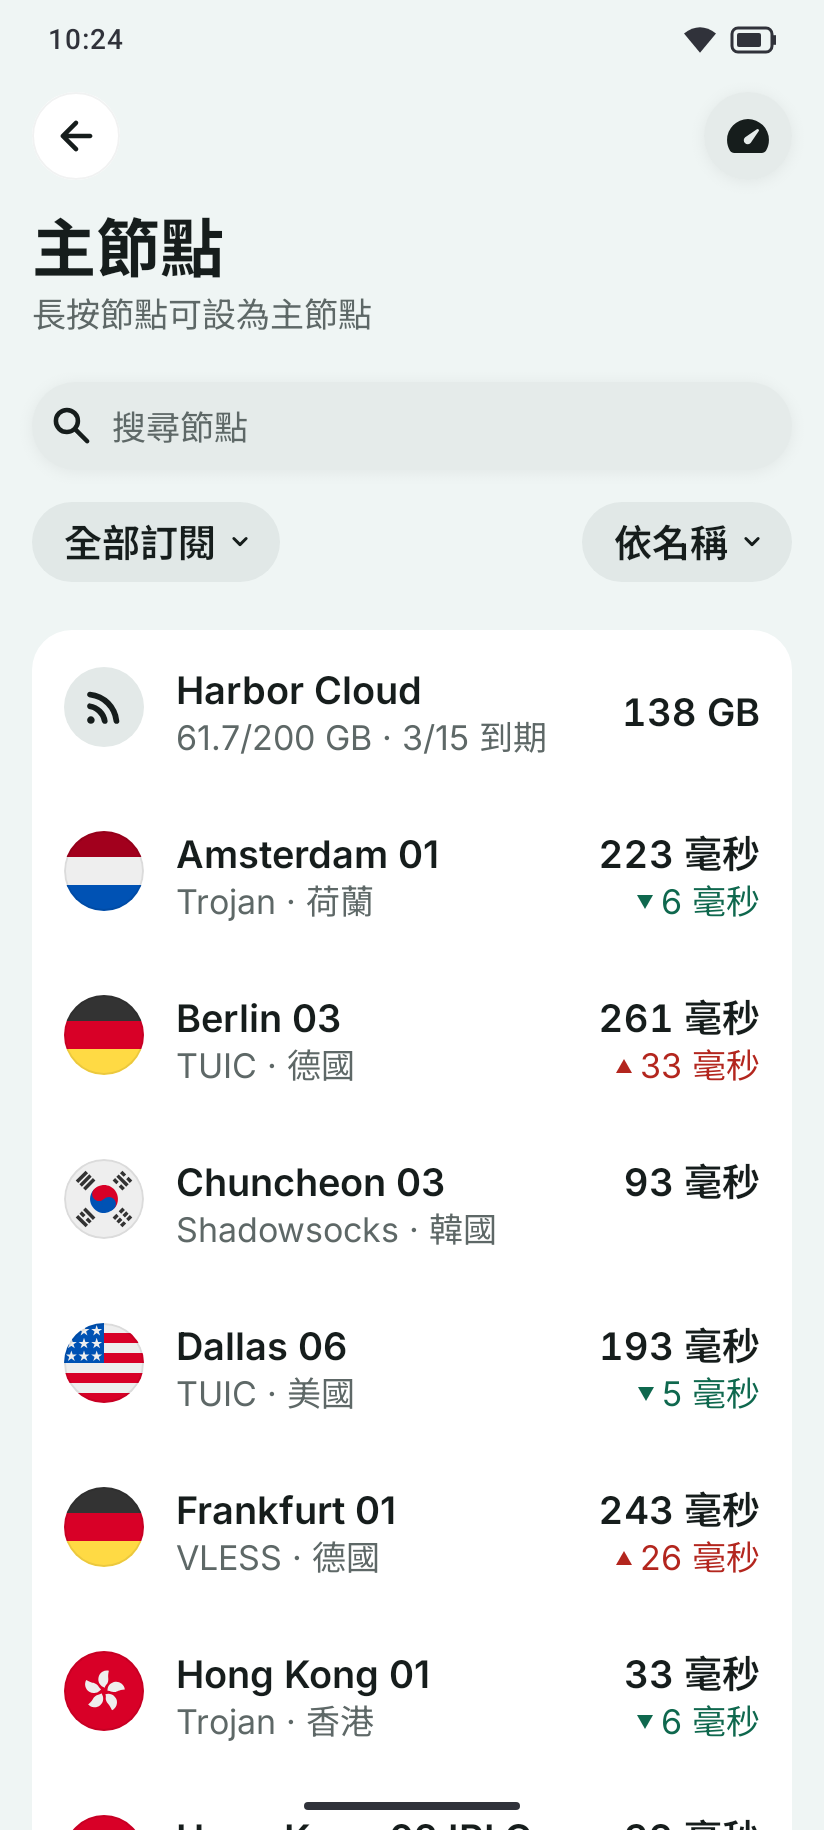 10:24
主節點
長按節點可設為主節點
搜尋節點
全部訂閱
依名稱
Harbor Cloud
138 GB
61.7/200 GB · 3/15 到期
Amsterdam 01
223 毫秒
Trojan · 荷蘭
▼6 毫秒
Berlin 03
261 毫秒
TUIC · 德國
▲33 毫秒
Chuncheon 03
93 毫秒
Shadowsocks · 韓國
Dallas 06
193 毫秒
TUIC · 美國
▼5 毫秒
Frankfurt 01
243 毫秒
VLESS · 德國
▲26 毫秒
Hong Kong 01
33 毫秒
Trojan · 香港
▼6 毫秒